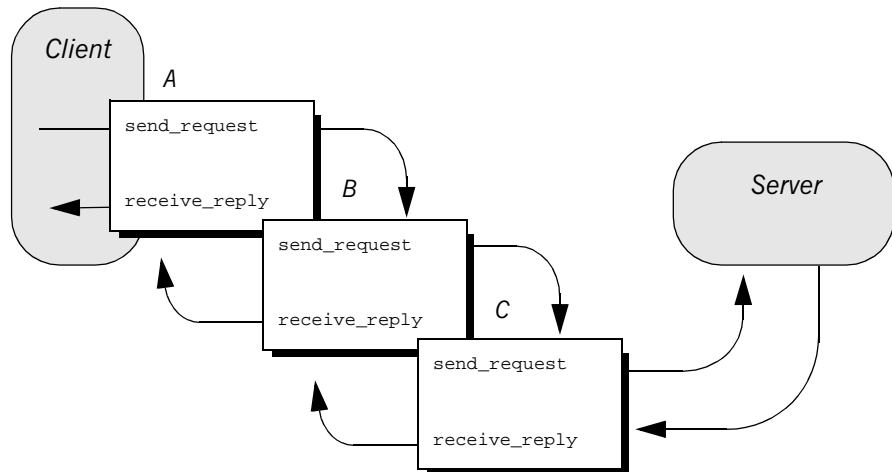 Client
A
send_request
receive_reply
B
send_request
receive_reply
C
send_request
receive_reply
Server